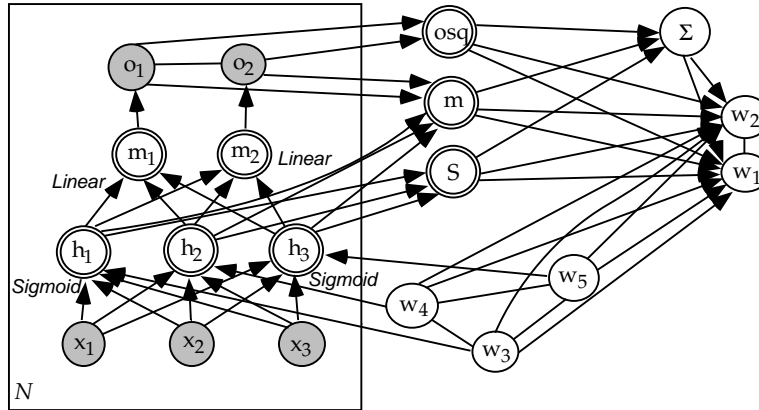 osq
Σ
o₁
o₂
m
w₂
m₁
m₂
Linear
Linear
S
w₁
h₁
h₂
h₃
Sigmoid
Sigmoid
w₅
w₄
x₁
x₂
x₃
w₃
N